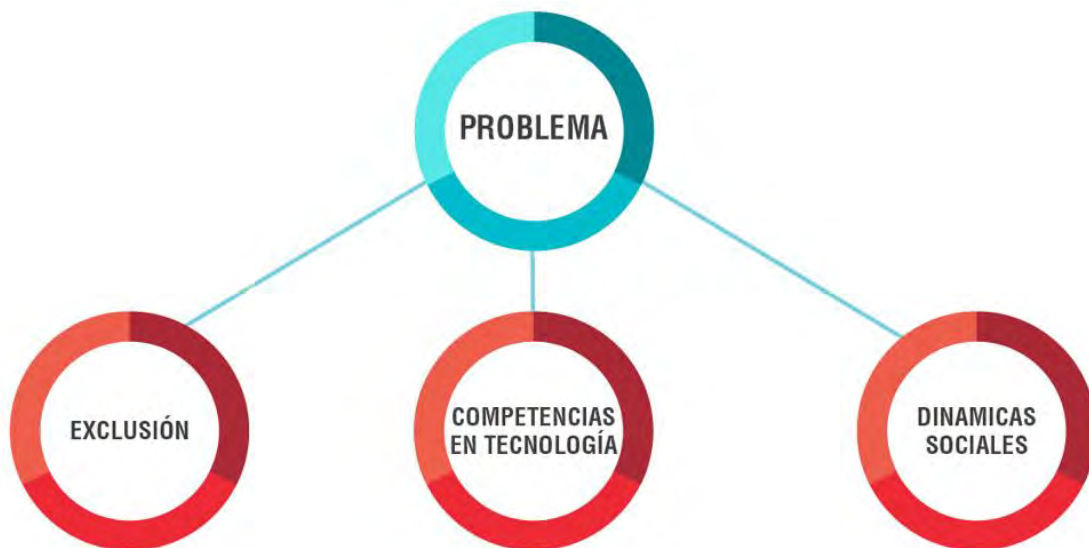 PROBLEMA
EXCLUSIÓN
COMPETENCIAS
EN TECNOLOGÍA
DINAMICAS
SOCIALES